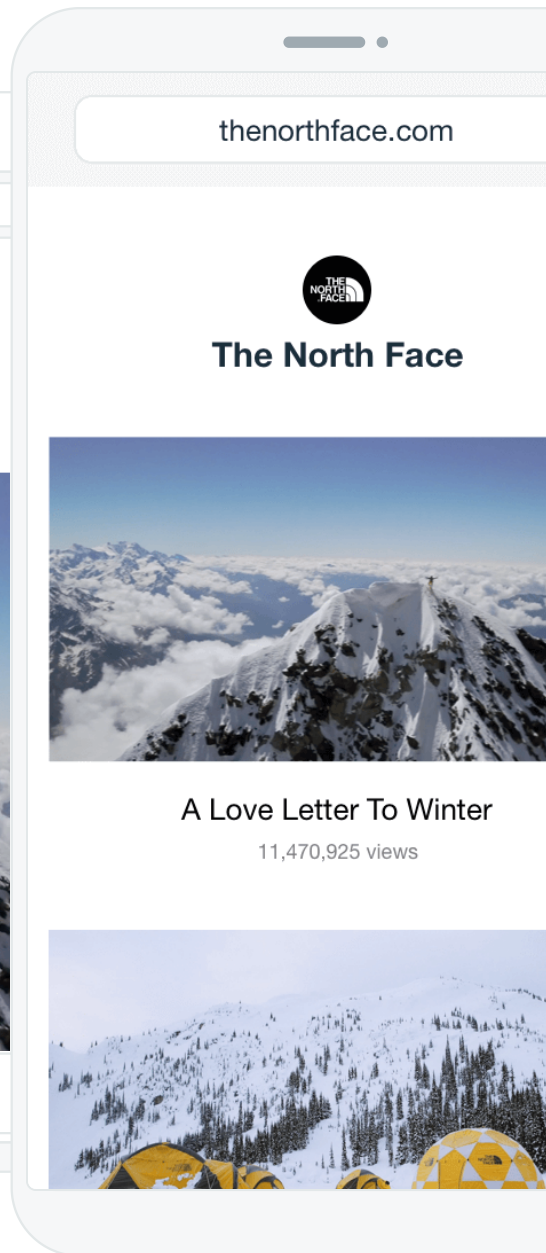 thenorthface.com
THE
NORTH
FACE
The North Face
A Love Letter To Winter
11,470,925 views